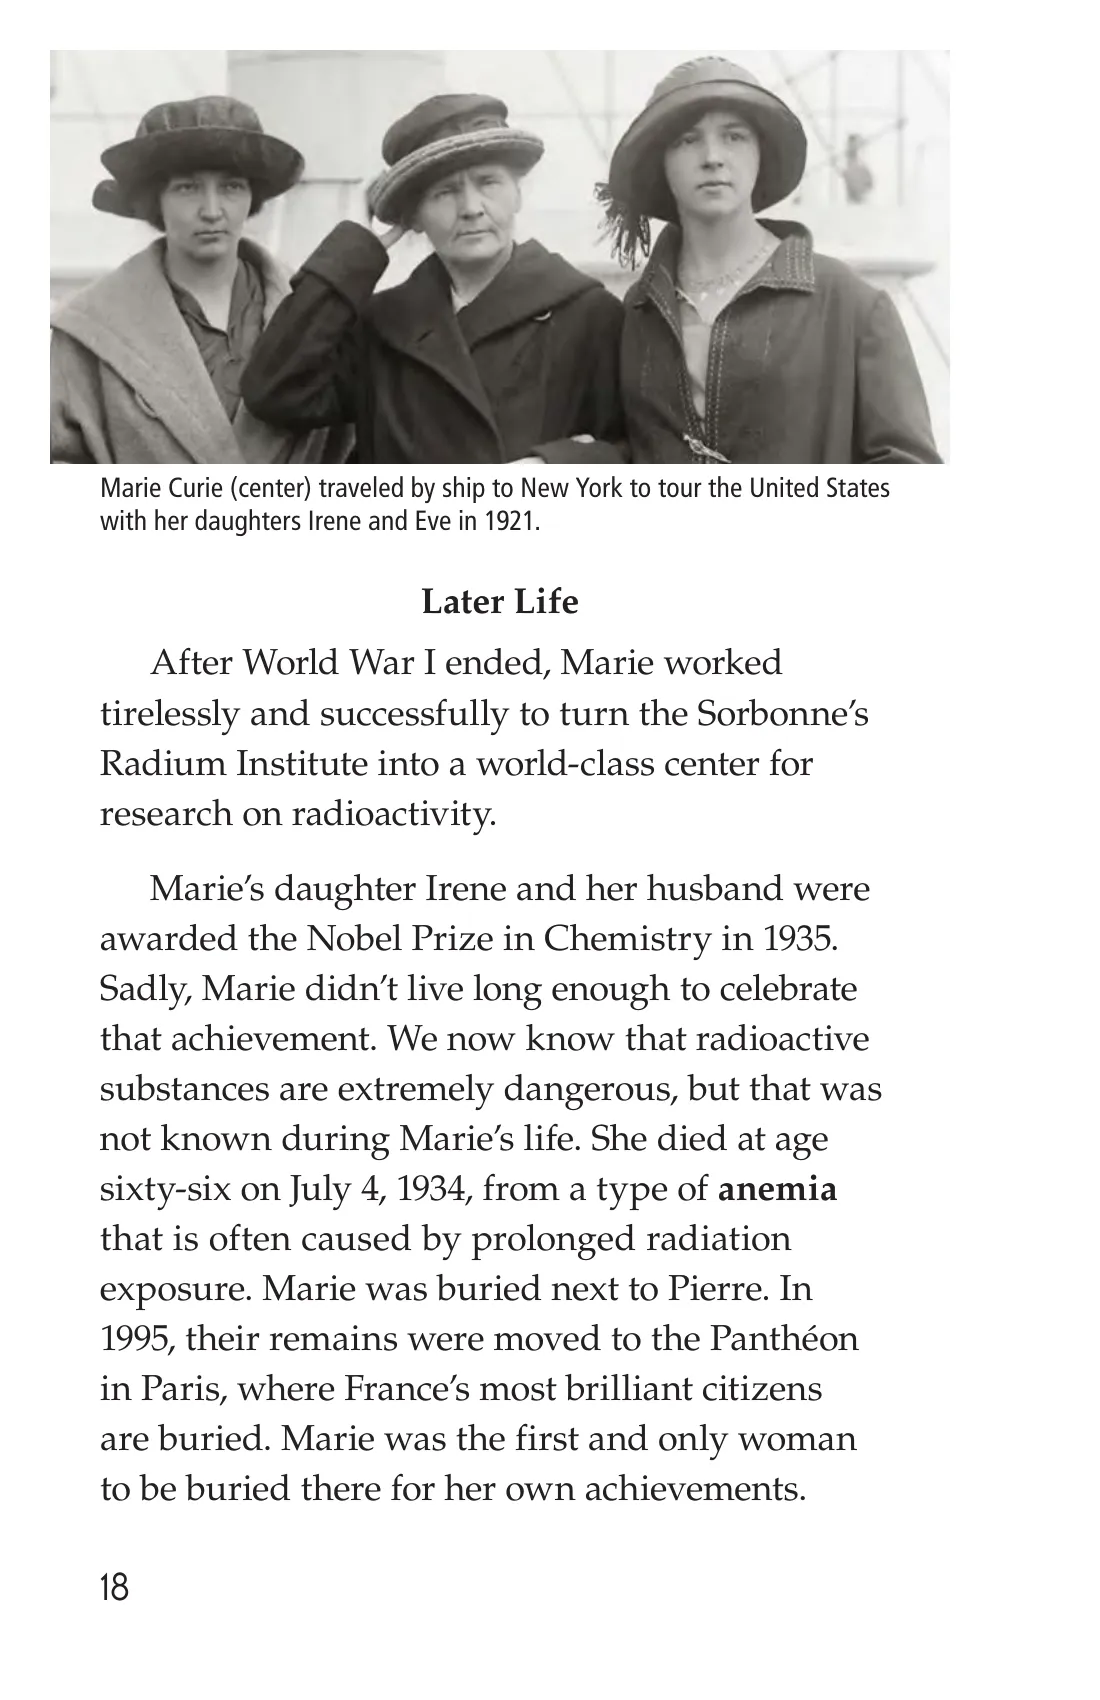 Marie Curie (center) traveled by ship to New York to tour the United States
with her daughters Irene and Eve in 1921.
Later Life
After World War I ended, Marie worked
tirelessly and successfully to turn the Sorbonne’s
Radium Institute into a world-class center for
research on radioactivity.
Marie’s daughter Irene and her husband were
awarded the Nobel Prize in Chemistry in 1935.
Sadly, Marie didn’t live long enough to celebrate
that achievement. We now know that radioactive
substances are extremely dangerous, but that was
not known during Marie’s life. She died at age
sixty-six on July 4, 1934, from a type of anemia
that is often caused by prolonged radiation
exposure. Marie was buried next to Pierre. In
1995, their remains were moved to the Panthéon
in Paris, where France’s most brilliant citizens
are buried. Marie was the first and only woman
to be buried there for her own achievements.
18